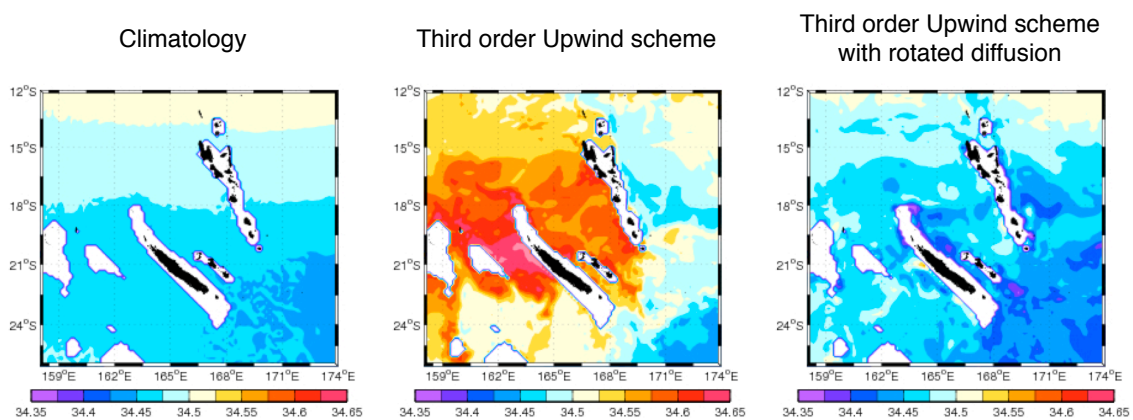 Climatology
Third order Upwind scheme
Third order Upwind scheme
with rotated diffusion
12°S
15°S
18°S
21°S
24°S
159°E
162°E
165°E
168°E
171°E
174°E
34.35
34.4
34.45
34.5
34.55
34.6
34.65
12°S
15°S
18°S
21°S
24°S
159°E
162°E
165°E
168°E
171°E
174°E
34.35
34.4
34.45
34.5
34.55
34.6
34.65
12°S
15°S
18°S
21°S
24°S
159°E
162°E
165°E
168°E
171°E
174°E
34.35
34.4
34.45
34.5
34.55
34.6
34.65